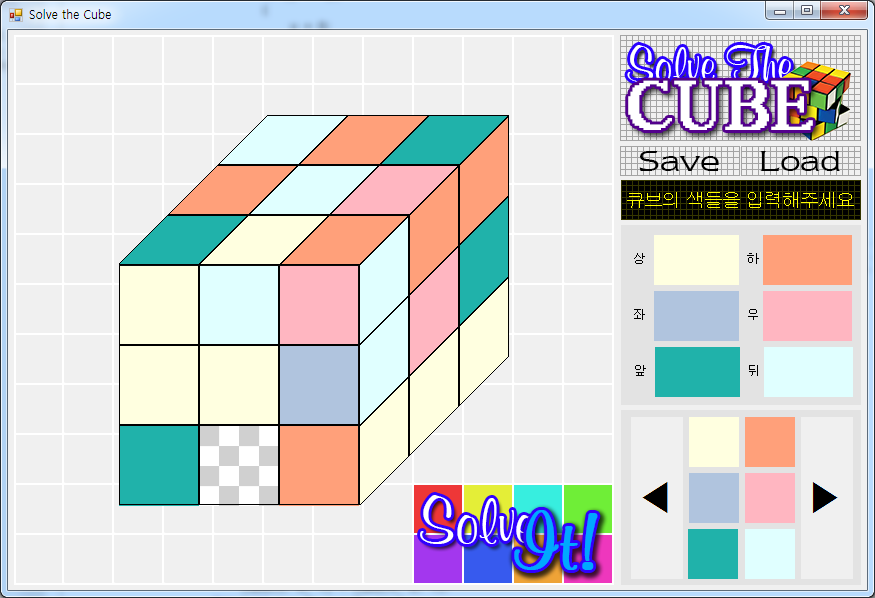 Solve the Cube
Solve The
CUBE
Save Load
큐브의 색들을 입력해주세요
상 하
좌 우
앞 뒤
Solve
It!